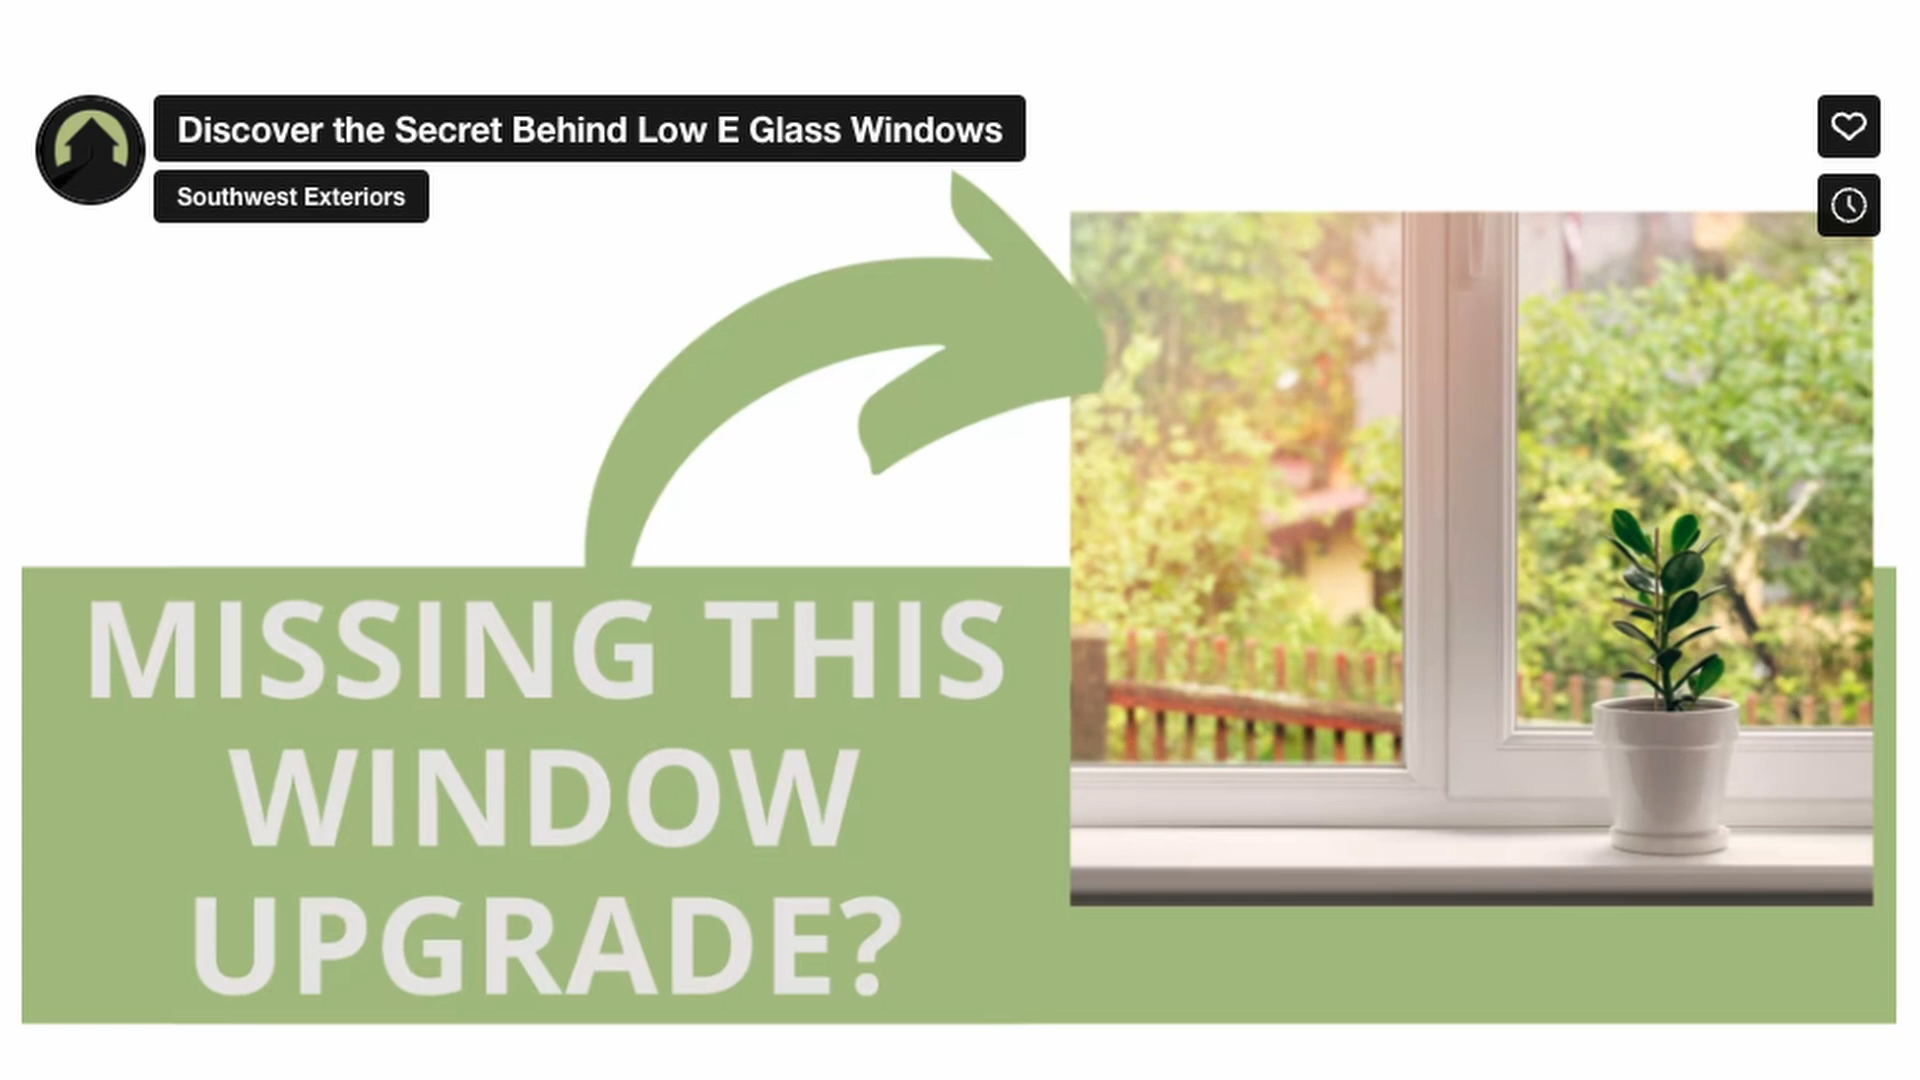 Discover the Secret Behind Low E Glass Windows
Southwest Exteriors
MISSING THIS
WINDOW
UPGRADE?